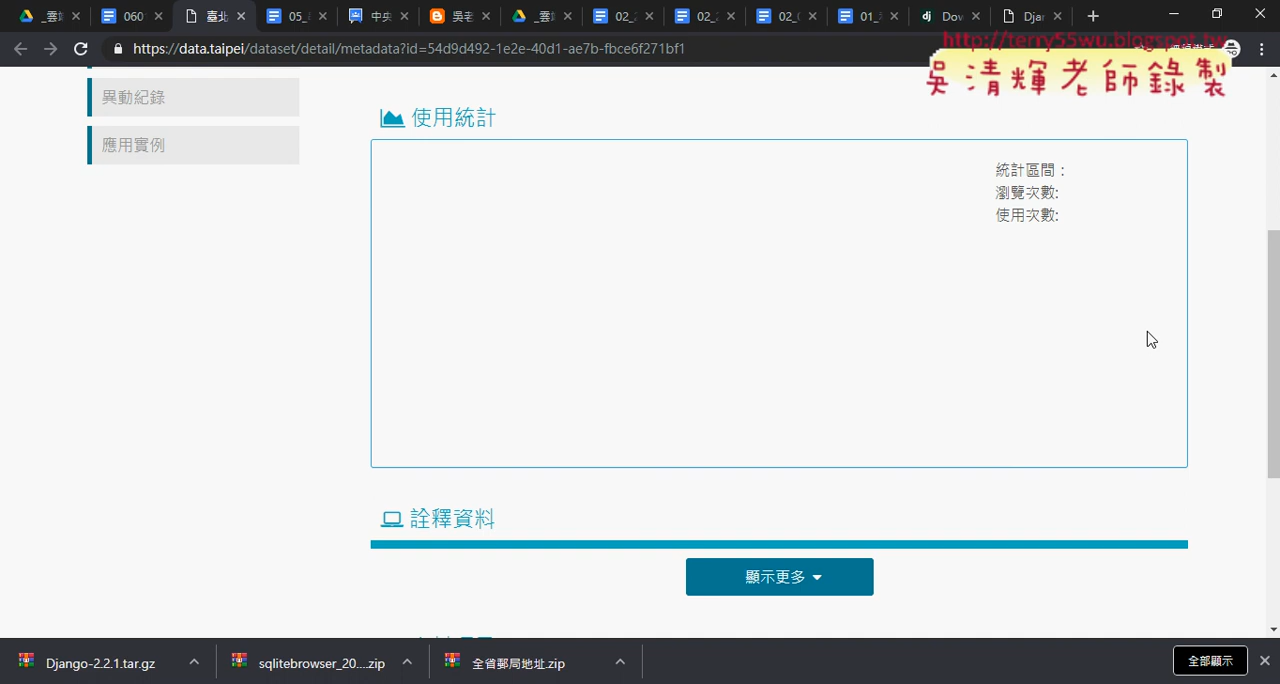 _雲端
060
臺北
05_
中央
吳老
_雲端
02_
02_
02_
01_
Dov
Djar
https://data.taipei/dataset/detail/metadata?id=54d9d492-1e2e-40d1-ae7b-fbce6f271bf1
http://terry55wu.blogspot.tw
吳清輝老師錄製
異動紀錄
應用實例
使用統計
統計區間：
瀏覽次數:
使用次數:
詮釋資料
顯示更多
Django-2.2.1.tar.gz
sqlitebrowser_20....zip
全省郵局地址.zip
全部顯示